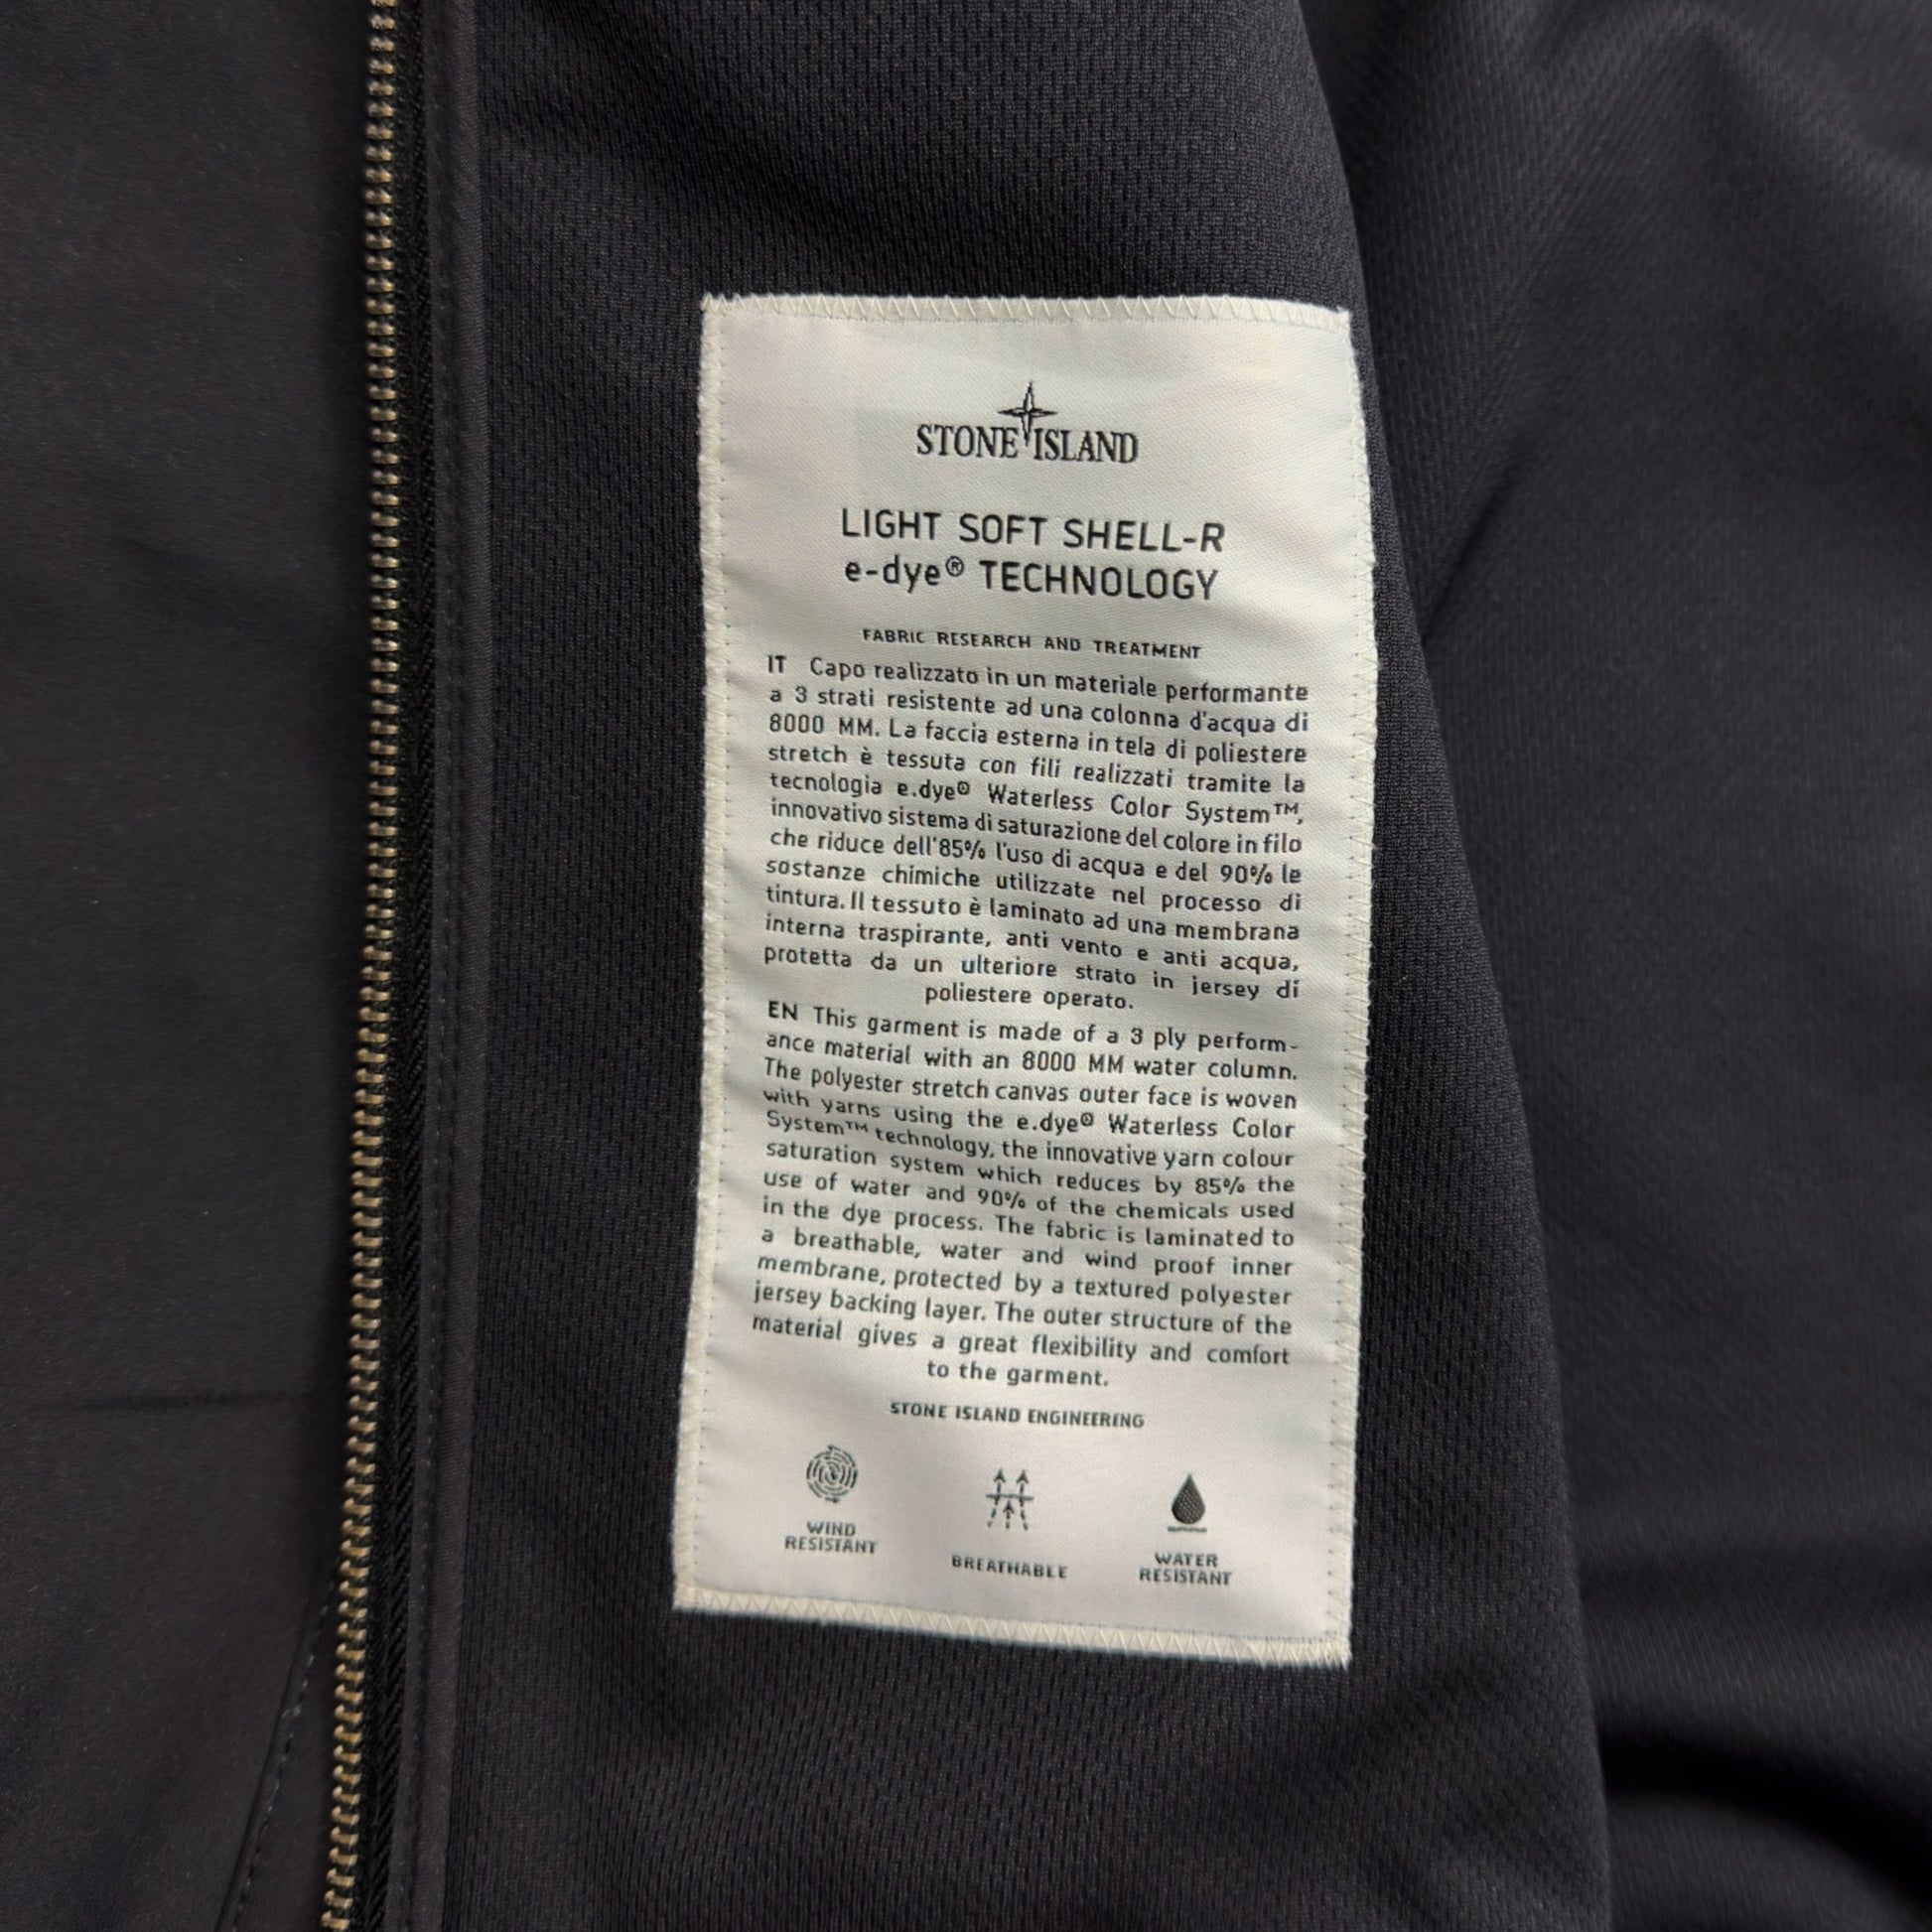 STONE ISLAND
LIGHT SOFT SHELL-R
e-dye® TECHNOLOGY
FABRIC RESEARCH AND TREATMENT
IT Capo realizzato in un materiale performante
a 3 strati resistente ad una colonna d'acqua di
8000 MM. La faccia esterna in tela di poliestere
stretch è tessuta con fili realizzati tramite la
tecnologia e.dye® Waterless Color System™,
innovativo sistema di saturazione del colore in filo
che riduce dell'85% l'uso di acqua e del 90% le
sostanze chimiche utilizzate nel processo di
tintura. Il tessuto è laminato ad una membrana
interna traspirante, anti vento e anti acqua,
protetta da un ulteriore strato in jersey di
poliestere operato.
EN This garment is made of a 3 ply perform-
ance material with an 8000 MM water column.
The polyester stretch canvas outer face is woven
with yarns using the e.dye® Waterless Color
System™ technology, the innovative yarn colour
saturation system which reduces by 85% the
use of water and 90% of the chemicals used
in the dye process. The fabric is laminated to
a breathable, water and wind proof inner
membrane, protected by a textured polyester
jersey backing layer. The outer structure of the
material gives a great flexibility and comfort
to the garment.
STONE ISLAND ENGINEERING
WIND
RESISTANT
BREATHABLE
WATER
RESISTANT